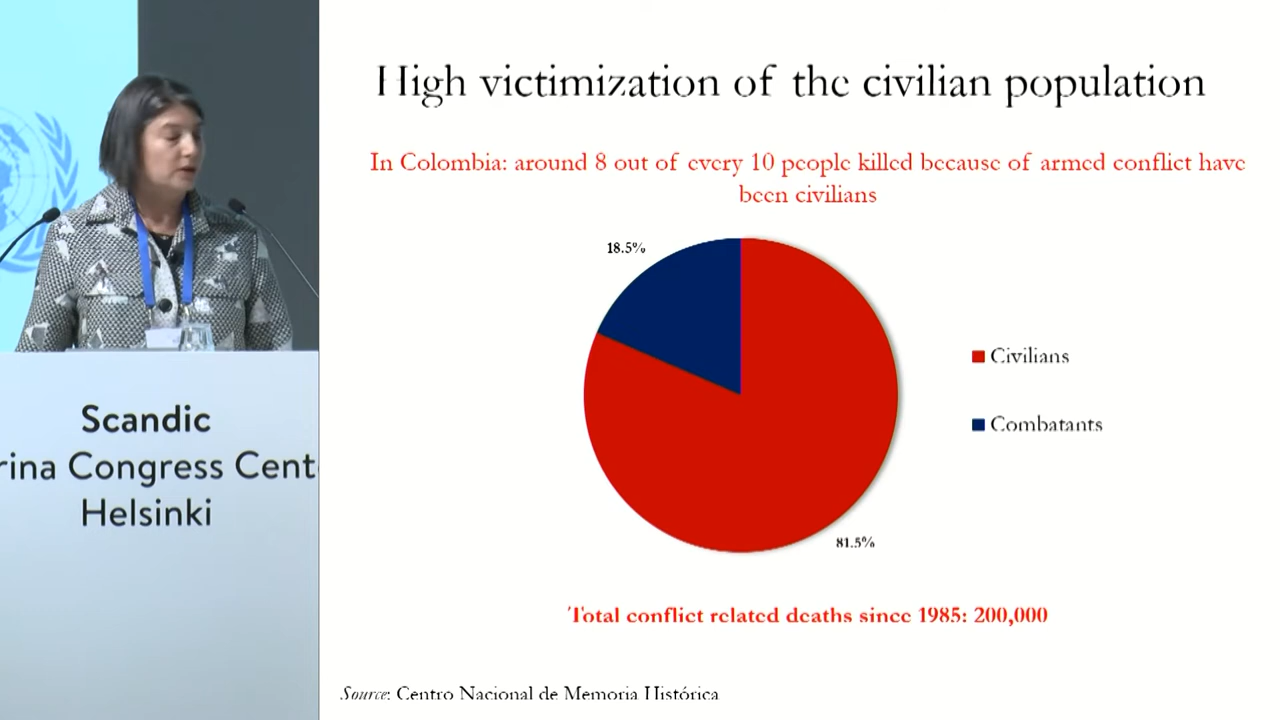 High victimization of the civilian population
In Colombia: around 8 out of every 10 people killed because of armed conflict have
been civilians
18.5%
Civilians
Combatants
81.5%
Total conflict related deaths since 1985: 200,000
Source: Centro Nacional de Memoria Histórica
Scandic
rina Congress Cent
Helsinki